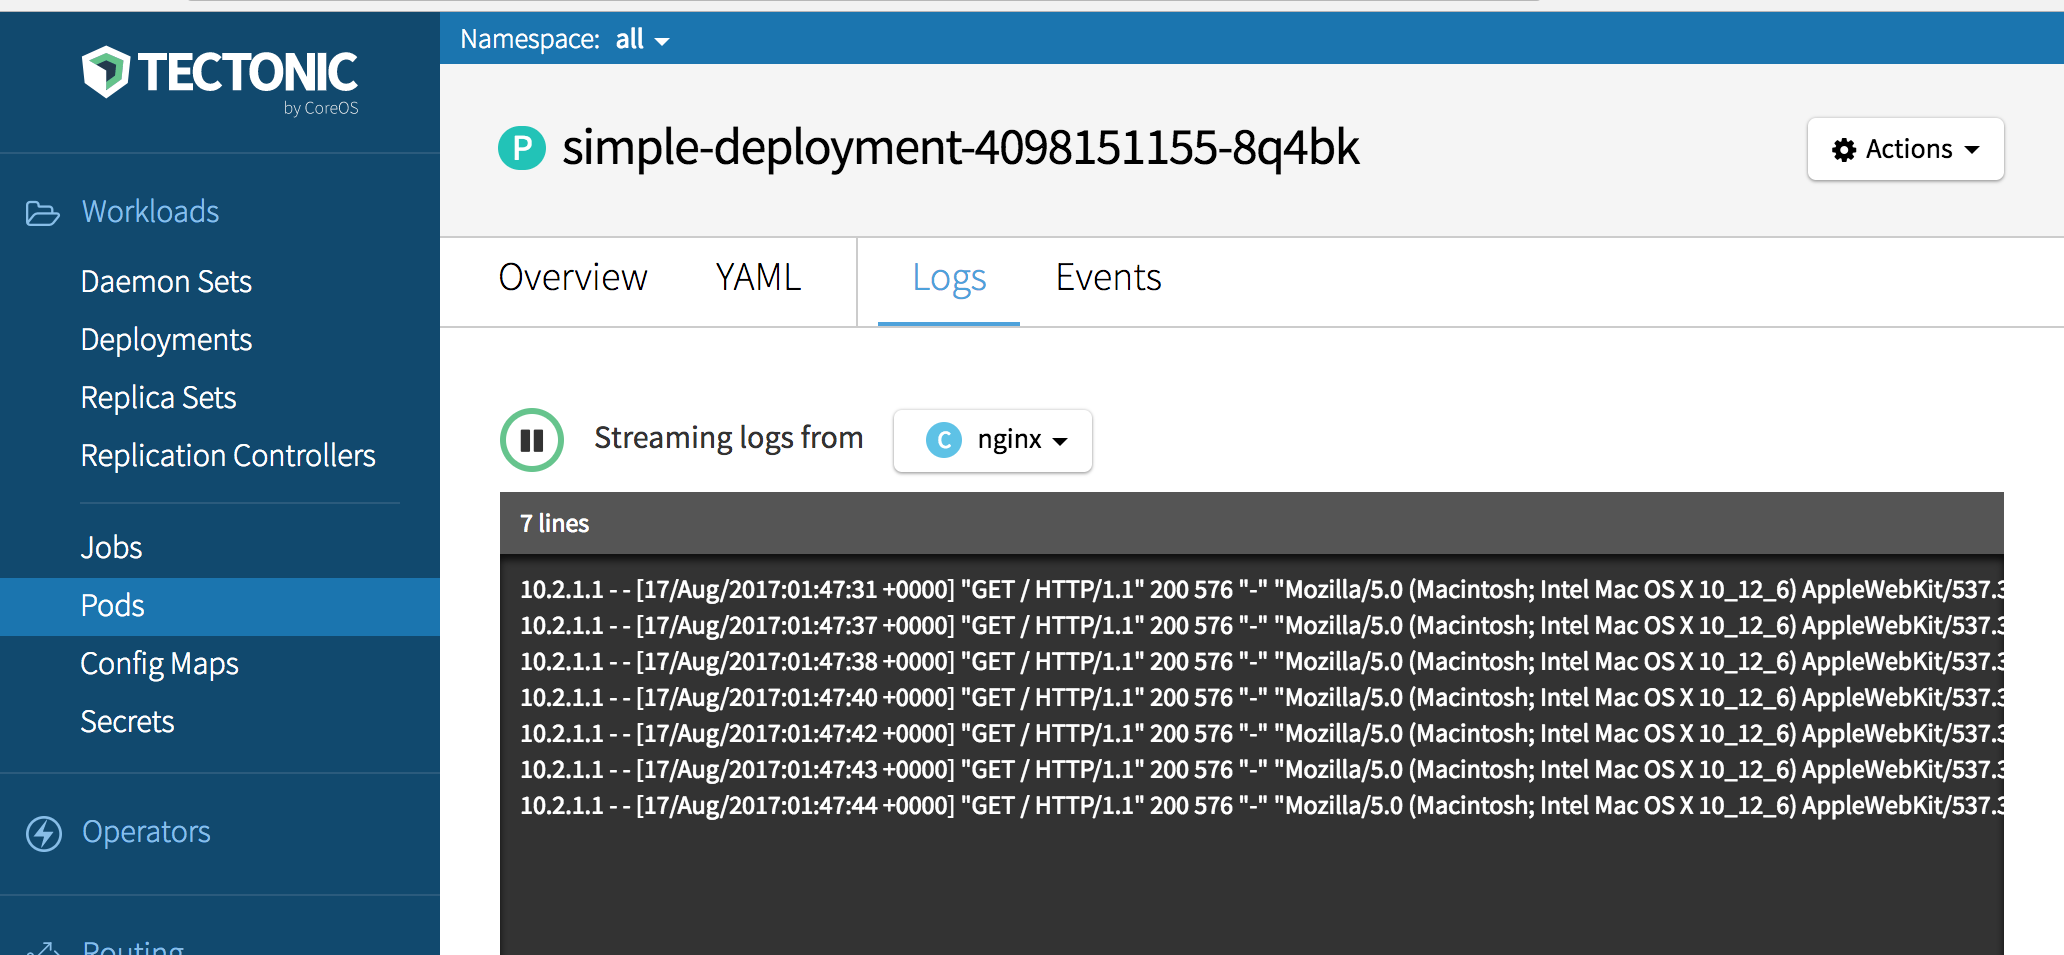 TECTONIC
by CoreOS
Workloads
Daemon Sets
Deployments
Replica Sets
Replication Controllers
Jobs
Pods
Config Maps
Secrets
Operators
Routing
Namespace: all
P simple-deployment-4098151155-8q4bk
Actions
Overview YAML Logs Events
Streaming logs from C nginx
7 lines
10.2.1.1 - - [17/Aug/2017:01:47:31 +0000] "GET / HTTP/1.1" 200 576 "-" "Mozilla/5.0 (Macintosh; Intel Mac OS X 10_12_6) AppleWebKit/537.3
10.2.1.1 - - [17/Aug/2017:01:47:37 +0000] "GET / HTTP/1.1" 200 576 "-" "Mozilla/5.0 (Macintosh; Intel Mac OS X 10_12_6) AppleWebKit/537.3
10.2.1.1 - - [17/Aug/2017:01:47:38 +0000] "GET / HTTP/1.1" 200 576 "-" "Mozilla/5.0 (Macintosh; Intel Mac OS X 10_12_6) AppleWebKit/537.3
10.2.1.1 - - [17/Aug/2017:01:47:40 +0000] "GET / HTTP/1.1" 200 576 "-" "Mozilla/5.0 (Macintosh; Intel Mac OS X 10_12_6) AppleWebKit/537.3
10.2.1.1 - - [17/Aug/2017:01:47:42 +0000] "GET / HTTP/1.1" 200 576 "-" "Mozilla/5.0 (Macintosh; Intel Mac OS X 10_12_6) AppleWebKit/537.3
10.2.1.1 - - [17/Aug/2017:01:47:43 +0000] "GET / HTTP/1.1" 200 576 "-" "Mozilla/5.0 (Macintosh; Intel Mac OS X 10_12_6) AppleWebKit/537.3
10.2.1.1 - - [17/Aug/2017:01:47:44 +0000] "GET / HTTP/1.1" 200 576 "-" "Mozilla/5.0 (Macintosh; Intel Mac OS X 10_12_6) AppleWebKit/537.3